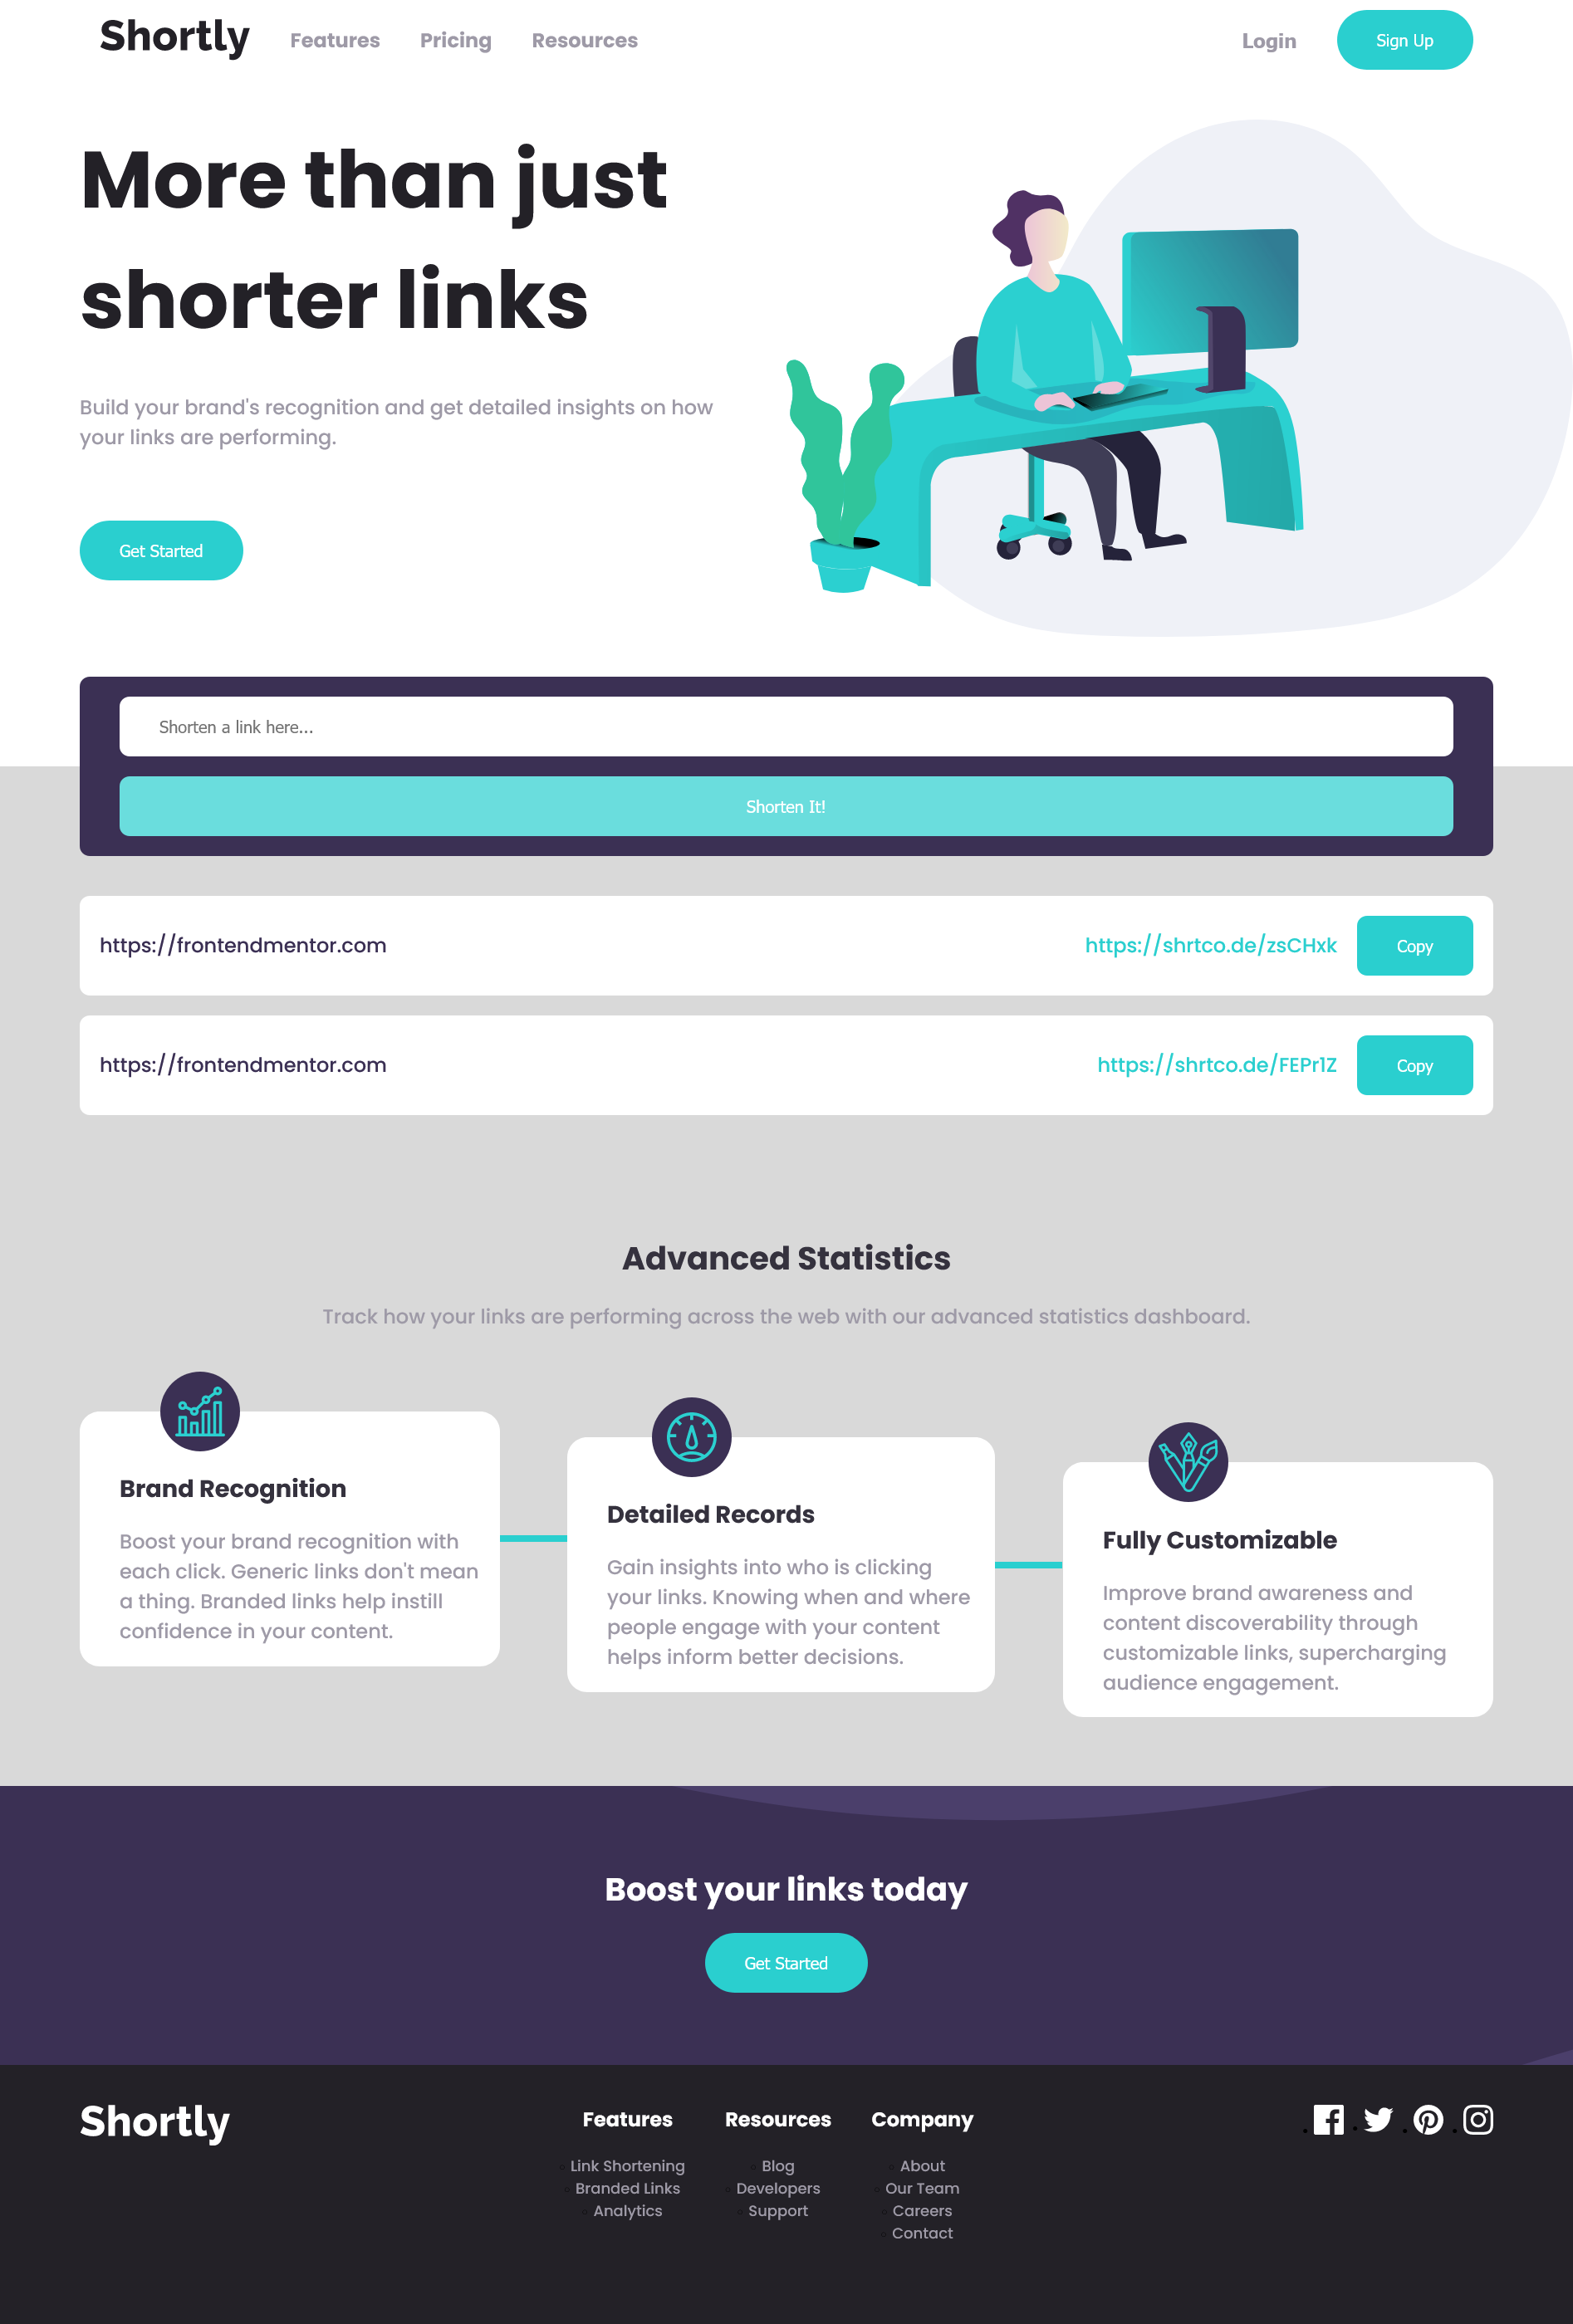 Shortly
Features
Pricing
Resources
Login
Sign Up
More than just
shorter links
Build your brand's recognition and get detailed insights on how
your links are performing.
Get Started
Shorten a link here...
Shorten It!
https://frontendmentor.com
https://shrtco.de/zsCHxk
Copy
https://frontendmentor.com
https://shrtco.de/FEPr1Z
Copy
Advanced Statistics
Track how your links are performing across the web with our advanced statistics dashboard.
Brand Recognition
Boost your brand recognition with
each click. Generic links don't mean
a thing. Branded links help instill
confidence in your content.
Detailed Records
Gain insights into who is clicking
your links. Knowing when and where
people engage with your content
helps inform better decisions.
Fully Customizable
Improve brand awareness and
content discoverability through
customizable links, supercharging
audience engagement.
Boost your links today
Get Started
Shortly
Features
Link Shortening
Branded Links
Analytics
Resources
Blog
Developers
Support
Company
About
Our Team
Careers
Contact